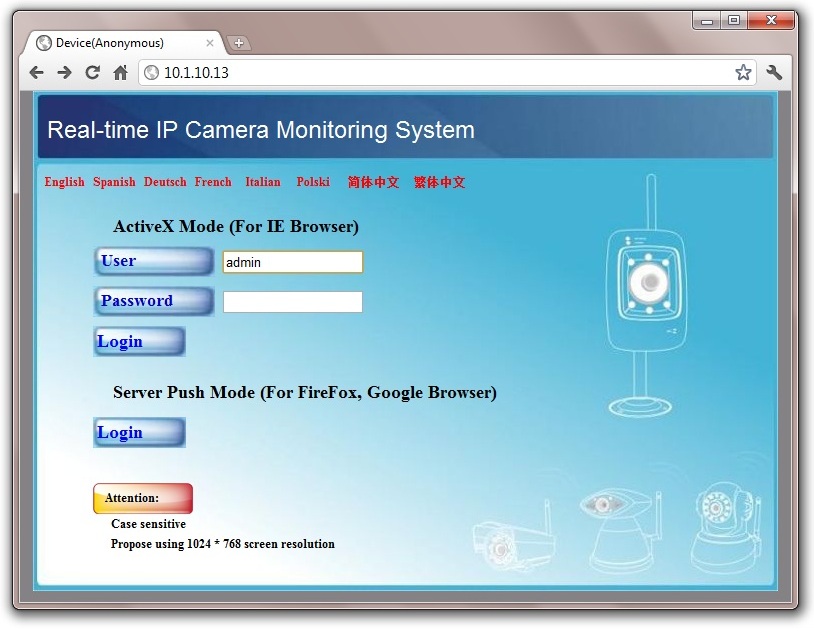 Device(Anonymous)
10.1.10.13
Real-time IP Camera Monitoring System
English Spanish Deutsch French Italian Polski 简体中文 繁体中文
ActiveX Mode (For IE Browser)
User admin
Password
Login
Server Push Mode (For FireFox, Google Browser)
Login
Attention:
Case sensitive
Propose using 1024 * 768 screen resolution